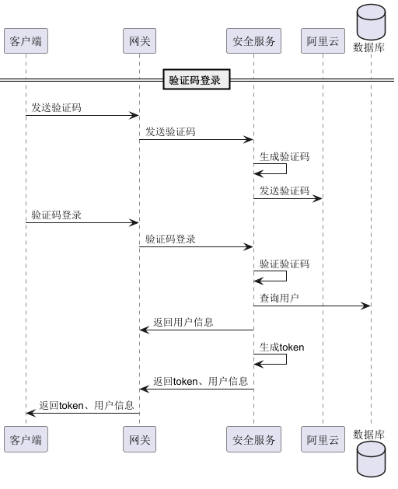 客户端 网关 安全服务 阿里云 数据库
验证码登录
发送验证码
发送验证码
生成验证码
发送验证码
验证码登录
验证码登录
验证验证码
查询用户
返回用户信息
生成token
返回token、用户信息
返回token、用户信息
客户端 网关 安全服务 阿里云 数据库